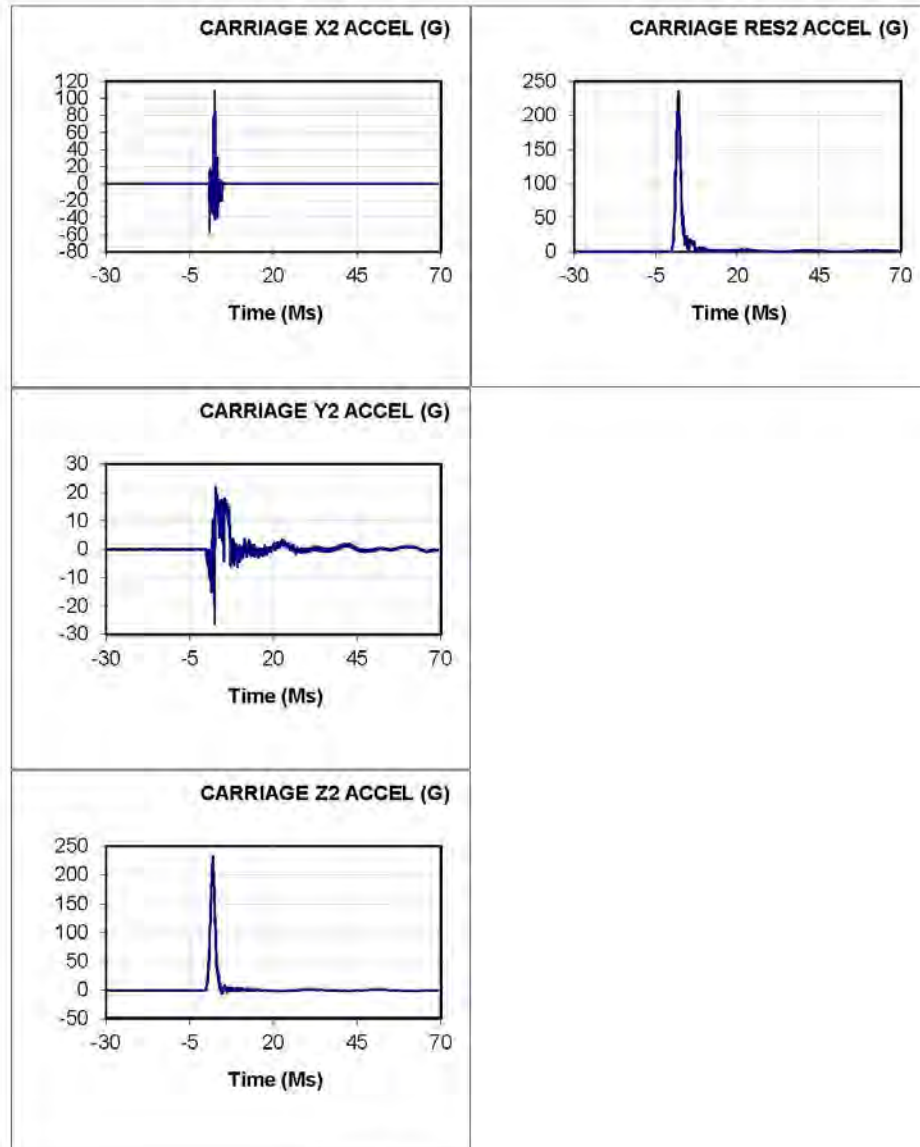 CARRIAGE X2 ACCEL (G)
120
100
80
60
40
20
0
-20
-40
-60
-80
-30 -5 20 45 70
Time (Ms)
CARRIAGE RES2 ACCEL (G)
250
200
150
100
50
0
-30 -5 20 45 70
Time (Ms)
CARRIAGE Y2 ACCEL (G)
30
20
10
0
-10
-20
-30
-30 -5 20 45 70
Time (Ms)
CARRIAGE Z2 ACCEL (G)
250
200
150
100
50
0
-50
-30 -5 20 45 70
Time (Ms)